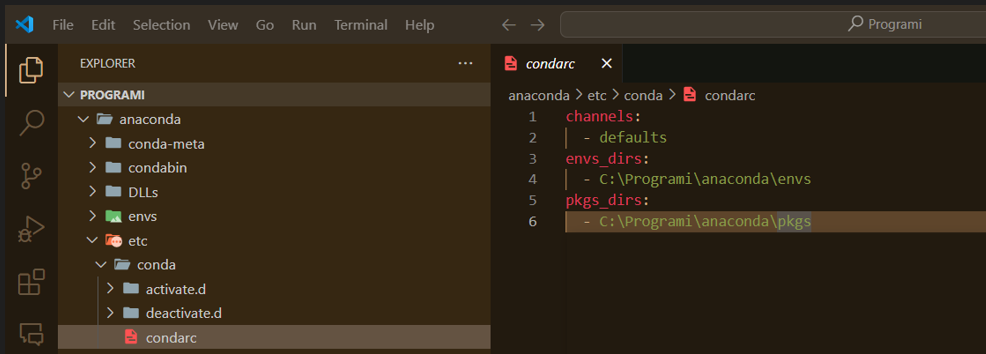 File Edit Selection View Go Run Terminal Help Programi
EXPLORER ...
PROGRAMI
anaconda
conda-meta
condabin
DLLs
envs
etc
conda
activate.d
deactivate.d
condarc
condarc
anaconda > etc > conda > condarc
1 channels:
2 - defaults
3 envs_dirs:
4 - C:\Programi\anaconda\envs
5 pkgs_dirs:
6 - C:\Programi\anaconda\pkgs